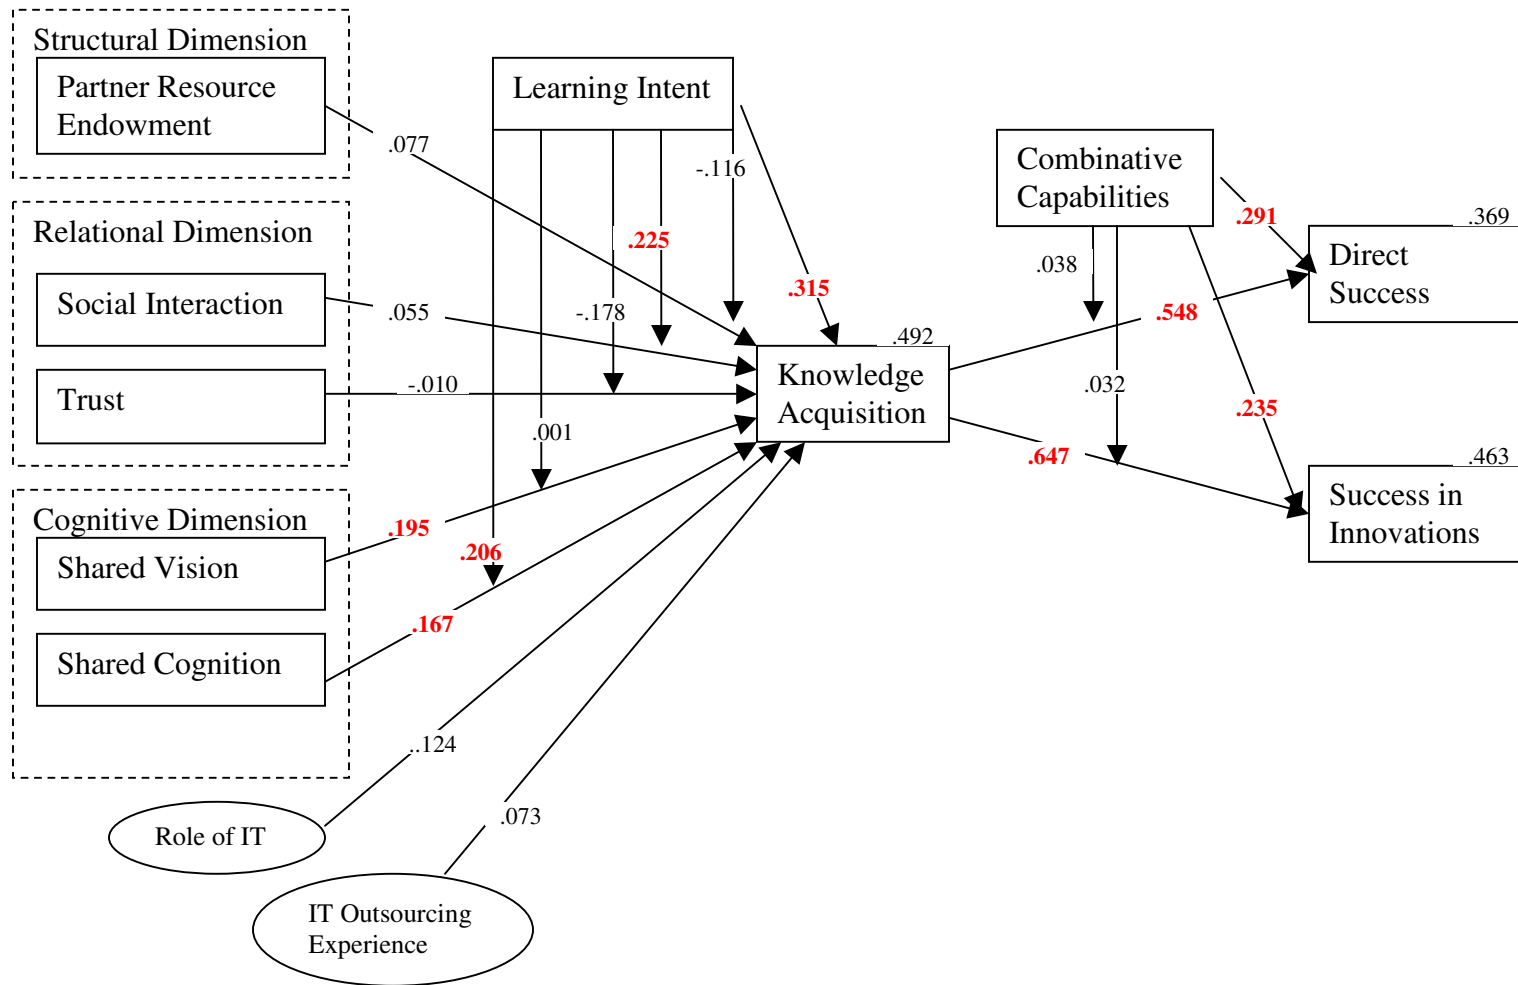 Structural Dimension
Partner Resource
Endowment
Relational Dimension
Social Interaction
Trust
Cognitive Dimension
Shared Vision
Shared Cognition
Role of IT
IT Outsourcing
Experience
.077
.055
-.010
.195
.167
..124
.073
Learning Intent
.206
.001
-.178
.225
-.116
.315
.492
Knowledge
Acquisition
Combinative
Capabilities
.038
.032
.291
.235
.548
.647
.369
Direct
Success
.463
Success in
Innovations